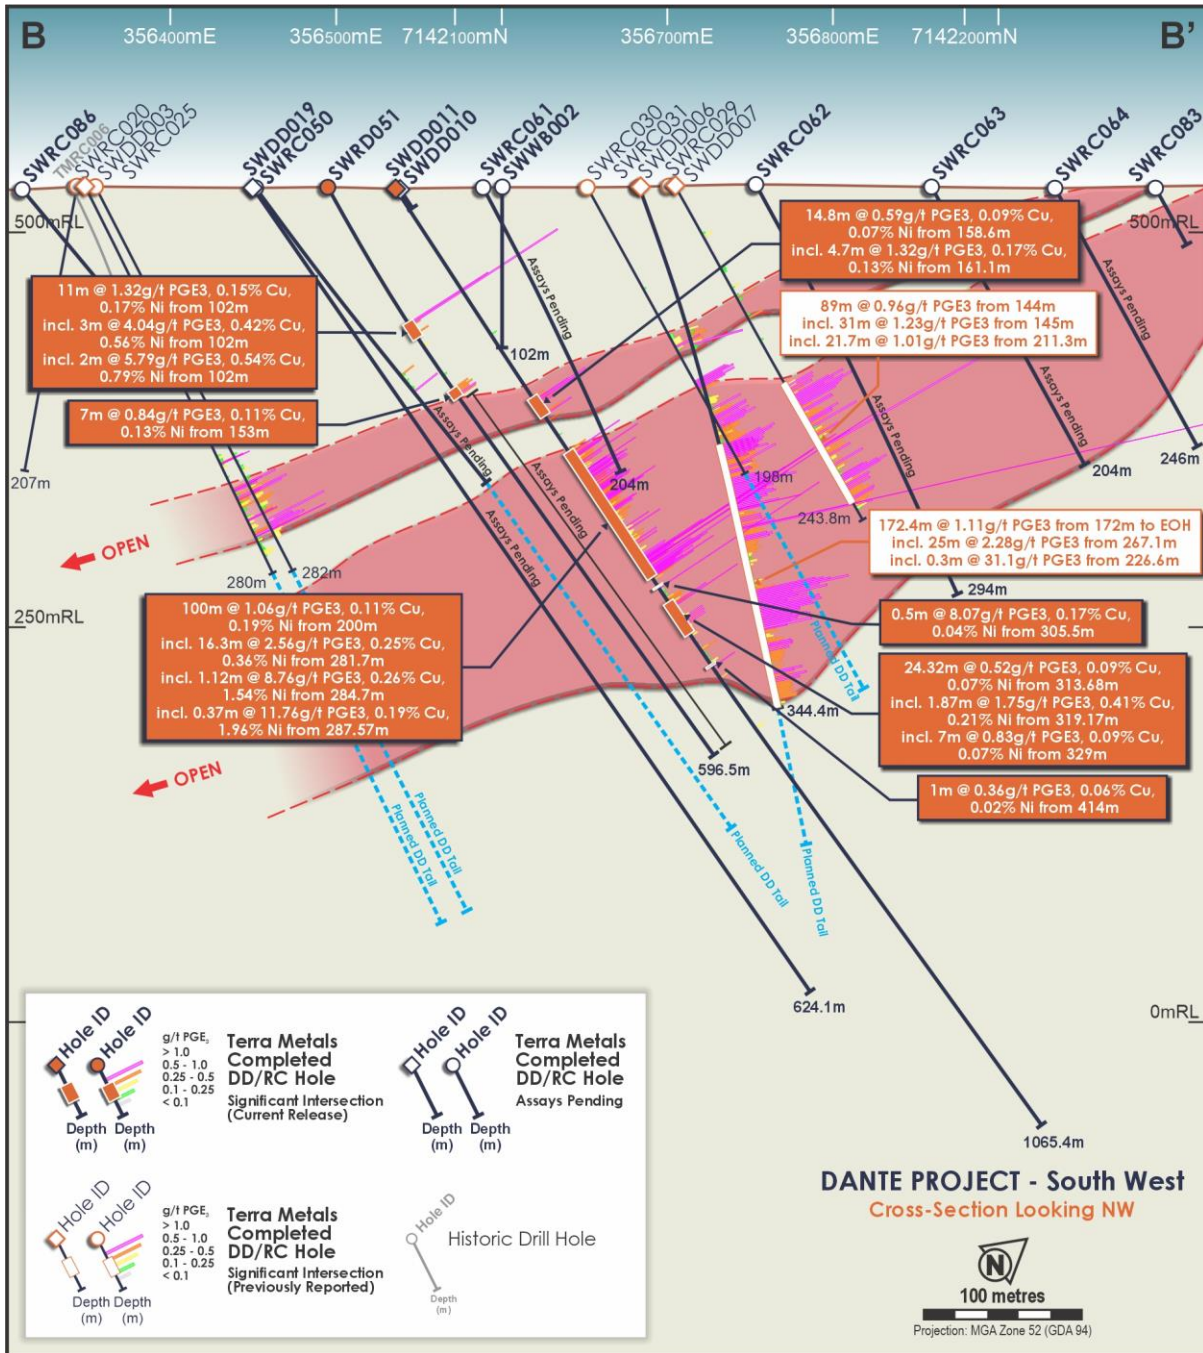 B
B'
356400mE
356500mE
7142100mN
356700mE
356800mE
7142200mN
SWRC086
TMRC006
SWRC020
SWDD003
SWRC025
SWDD019
SWRC050
SWRD051
SWDD011
SWDD010
SWRC061
SWWB002
SWRC030
SWRC031
SWDD006
SWRC029
SWDD007
SWRC062
SWRC063
SWRC064
SWRC083
500mRL
500mRL
11m @ 1.32g/t PGE3, 0.15% Cu,
0.17% Ni from 102m
incl. 3m @ 4.04g/t PGE3, 0.42% Cu,
0.56% Ni from 102m
incl. 2m @ 5.79g/t PGE3, 0.54% Cu,
0.79% Ni from 102m
7m @ 0.84g/t PGE3, 0.11% Cu,
0.13% Ni from 153m
14.8m @ 0.59g/t PGE3, 0.09% Cu,
0.07% Ni from 158.6m
incl. 4.7m @ 1.32g/t PGE3, 0.17% Cu,
0.13% Ni from 161.1m
89m @ 0.96g/t PGE3 from 144m
incl. 31m @ 1.23g/t PGE3 from 145m
incl. 21.7m @ 1.01g/t PGE3 from 211.3m
Assays Pending
Assays Pending
Assays Pending
Assays Pending
Assays Pending
Assays Pending
102m
207m
204m
198m
243.8m
204m
246m
OPEN
280m
282m
172.4m @ 1.11g/t PGE3 from 172m to EOH
incl. 25m @ 2.28g/t PGE3 from 267.1m
incl. 0.3m @ 31.1g/t PGE3 from 226.6m
294m
250mRL
100m @ 1.06g/t PGE3, 0.11% Cu,
0.19% Ni from 200m
incl. 16.3m @ 2.56g/t PGE3, 0.25% Cu,
0.36% Ni from 281.7m
incl. 1.12m @ 8.76g/t PGE3, 0.26% Cu,
1.54% Ni from 284.7m
incl. 0.37m @ 11.76g/t PGE3, 0.19% Cu,
1.96% Ni from 287.57m
0.5m @ 8.07g/t PGE3, 0.17% Cu,
0.04% Ni from 305.5m
24.32m @ 0.52g/t PGE3, 0.09% Cu,
0.07% Ni from 313.68m
incl. 1.87m @ 1.75g/t PGE3, 0.41% Cu,
0.21% Ni from 319.17m
incl. 7m @ 0.83g/t PGE3, 0.09% Cu,
0.07% Ni from 329m
1m @ 0.36g/t PGE3, 0.06% Cu,
0.02% Ni from 414m
Planned DD Tail
344.4m
OPEN
596.5m
Planned DD Tail
Planned DD Tail
Planned DD Tail
Planned DD Tail
624.1m
0mRL
1065.4m
Hole ID
Hole ID
g/t PGE3
> 1.0
0.5 - 1.0
0.25 - 0.5
0.1 - 0.25
< 0.1
Terra Metals
Completed
DD/RC Hole
Significant Intersection
(Current Release)
Depth
(m)
Depth
(m)
Hole ID
Hole ID
Terra Metals
Completed
DD/RC Hole
Assays Pending
Depth
(m)
Depth
(m)
Hole ID
Hole ID
g/t PGE3
> 1.0
0.5 - 1.0
0.25 - 0.5
0.1 - 0.25
< 0.1
Terra Metals
Completed
DD/RC Hole
Significant Intersection
(Previously Reported)
Depth
(m)
Depth
(m)
Hole ID
Historic Drill Hole
Depth
(m)
DANTE PROJECT - South West
Cross-Section Looking NW
N
100 metres
Projection: MGA Zone 52 (GDA 94)